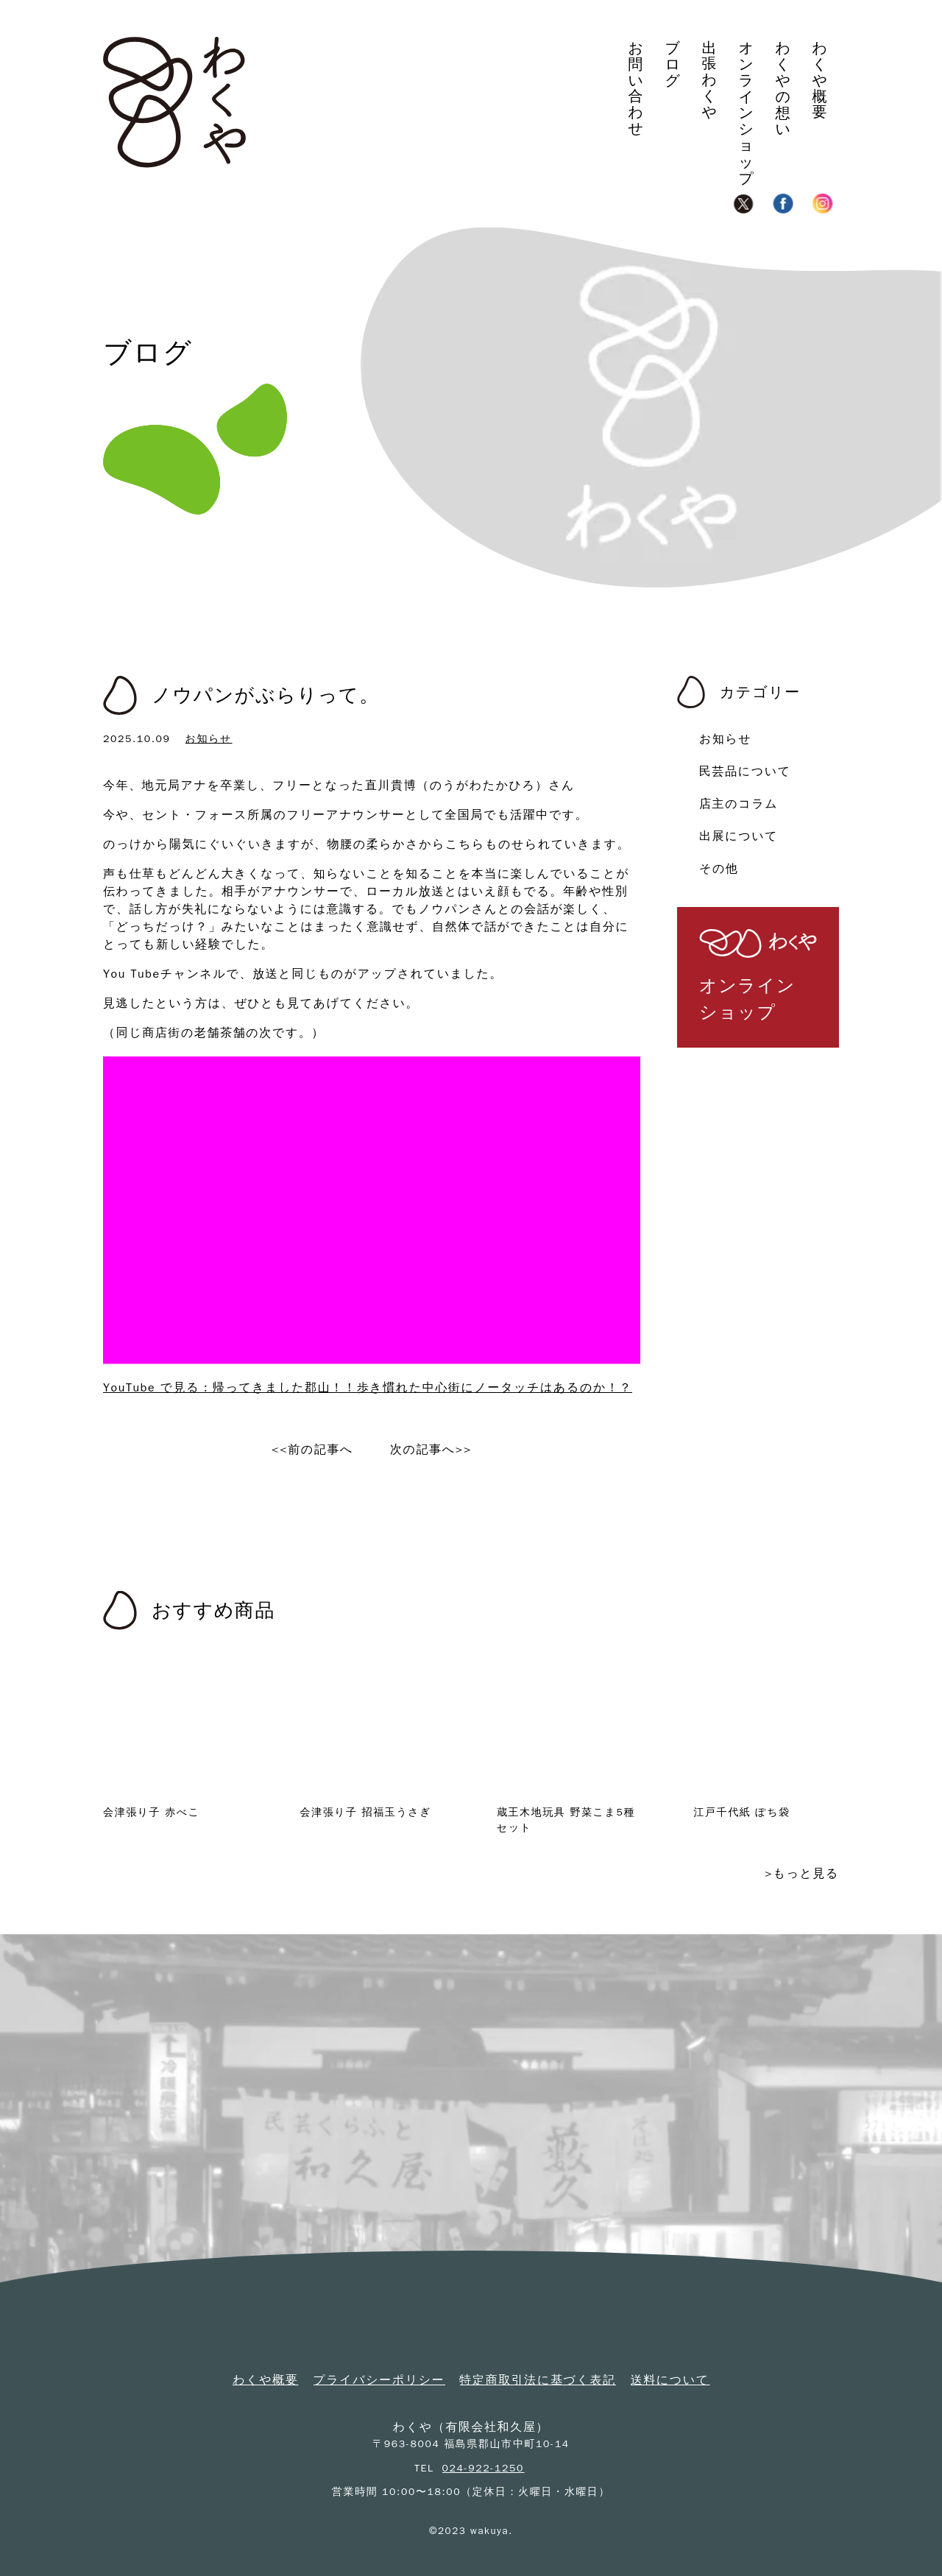 わくや
わくや概要
わくやの想い
オンラインショップ
出張わくや
ブログ
お問い合わせ
ブログ
わくや
ノウパンがぶらりって。
2025.10.09 お知らせ
今年、地元局アナを卒業し、フリーとなった直川貴博（のうがわたかひろ）さん
今や、セント・フォース所属のフリーアナウンサーとして全国局でも活躍中です。
のっけから陽気にぐいぐいきますが、物腰の柔らかさからこちらものせられていきます。
声も仕草もどんどん大きくなって、知らないことを知ることを本当に楽しんでいることが
伝わってきました。相手がアナウンサーで、ローカル放送とはいえ顔もでる。年齢や性別
で、話し方が失礼にならないようには意識する。でもノウパンさんとの会話が楽しく、
「どっちだっけ？」みたいなことはまったく意識せず、自然体で話ができたことは自分に
とっても新しい経験でした。
You Tubeチャンネルで、放送と同じものがアップされていました。
見逃したという方は、ぜひとも見てあげてください。
（同じ商店街の老舗茶舗の次です。）
YouTube で見る：帰ってきました郡山！！歩き慣れた中心街にノータッチはあるのか！？
<<前の記事へ 次の記事へ>>
カテゴリー
お知らせ
民芸品について
店主のコラム
出展について
その他
わくや
オンライン
ショップ
おすすめ商品
会津張り子 赤べこ
会津張り子 招福玉うさぎ
蔵王木地玩具 野菜こま5種
セット
江戸千代紙 ぽち袋
>もっと見る
民芸くらふと
和久屋
藪久
わくや概要 プライバシーポリシー 特定商取引法に基づく表記 送料について
わくや（有限会社和久屋）
〒963-8004 福島県郡山市中町10-14
TEL 024-922-1250
営業時間 10:00〜18:00（定休日：火曜日・水曜日）
©2023 wakuya.